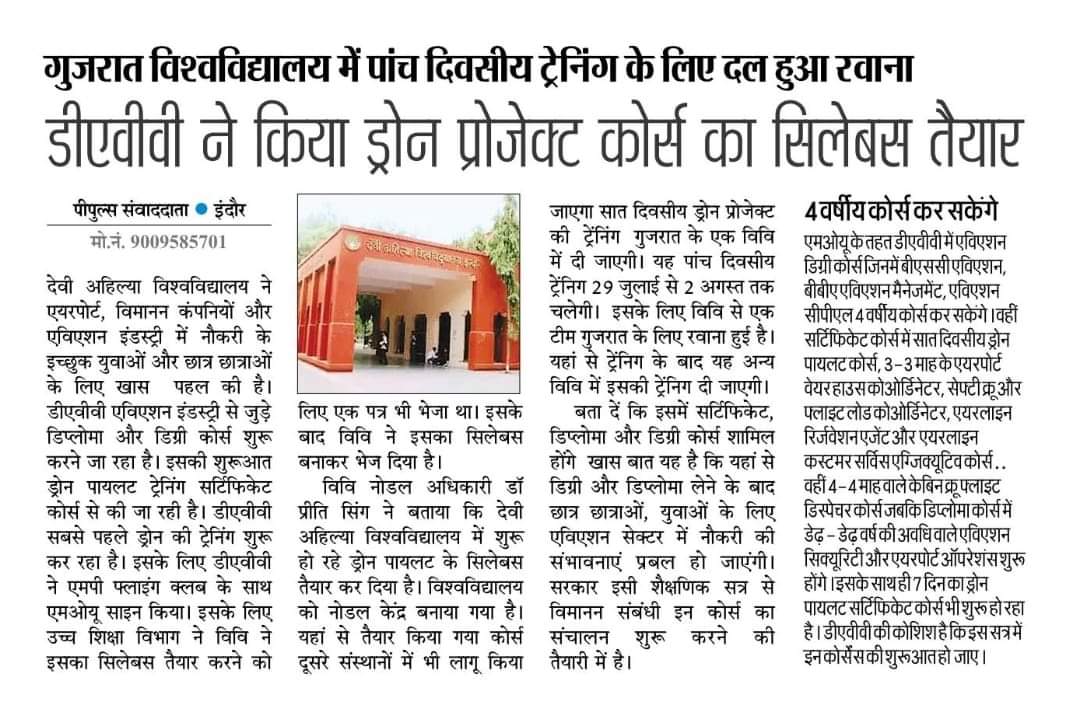 गुजरात विश्वविद्यालय में पांच दिवसीय ट्रेनिंग के लिए दल हुआ रवाना
डीएवीवी ने किया ड्रोन प्रोजेक्ट कोर्स का सिलेबस तैयार
पीपुल्स संवाददाता ● इंदौर
मो.नं. 9009585701
देवी अहिल्या विश्वविद्यालय ने
एयरपोर्ट, विमानन कंपनियों और
एविएशन इंडस्ट्री में नौकरी के
इच्छुक युवाओं और छात्र छात्राओं
के लिए खास पहल की है।
डीएवीवी एविएशन इंडस्ट्री से जुड़े
डिप्लोमा और डिग्री कोर्स शुरू
करने जा रहा है। इसकी शुरूआत
ड्रोन पायलट ट्रेनिंग सर्टिफिकेट
कोर्स से की जा रही है। डीएवीवी
सबसे पहले ड्रोन की ट्रेनिंग शुरू
कर रहा है। इसके लिए डीएवीवी
ने एमपी फ्लाइंग क्लब के साथ
एमओयू साइन किया। इसके लिए
उच्च शिक्षा विभाग ने विवि ने
इसका सिलेबस तैयार करने को
देवी अहिल्या विश्वविद्यालय इन्दौर
लिए एक पत्र भी भेजा था। इसके
बाद विवि ने इसका सिलेबस
बनाकर भेज दिया है।
विवि नोडल अधिकारी डॉ
प्रीति सिंग ने बताया कि देवी
अहिल्या विश्वविद्यालय में शुरू
हो रहे ड्रोन पायलट के सिलेबस
तैयार कर दिया है। विश्वविद्यालय
को नोडल केंद्र बनाया गया है।
यहां से तैयार किया गया कोर्स
दूसरे संस्थानों में भी लागू किया
जाएगा सात दिवसीय ड्रोन प्रोजेक्ट
की ट्रेंनिंग गुजरात के एक विवि
में दी जाएगी। यह पांच दिवसीय
ट्रेंनिंग 29 जुलाई से 2 अगस्त तक
चलेगी। इसके लिए विवि से एक
टीम गुजरात के लिए रवाना हुई है।
यहां से ट्रेंनिग के बाद यह अन्य
विवि में इसकी ट्रेंनिग दी जाएगी।
बता दें कि इसमें सर्टिफिकेट,
डिप्लोमा और डिग्री कोर्स शामिल
होंगे खास बात यह है कि यहां से
डिग्री और डिप्लोमा लेने के बाद
छात्र छात्राओं, युवाओं के लिए
एविएशन सेक्टर में नौकरी की
संभावनाएं प्रबल हो जाएंगी।
सरकार इसी शैक्षणिक सत्र से
विमानन संबंधी इन कोर्स का
संचालन शुरू करने की
तैयारी में है।
4 वर्षीय कोर्स कर सकेंगे
एमओयू के तहत डीएवीवी में एविएशन
डिग्री कोर्स जिनमें बीएससी एविएशन,
बीबीए एविएशन मैनेजमेंट, एविएशन
सीपीएल 4 वर्षीय कोर्स कर सकेंगे। वहीं
सर्टिफिकेट कोर्स में सात दिवसीय ड्रोन
पायलट कोर्स, 3-3 माह के एयरपोर्ट
वेयर हाउस कोओर्डिनेटर, सेफ्टी क्रू और
फ्लाइट लोड कोओर्डिनेटर, एयरलाइन
रिर्जवेशन एजेंट और एयरलाइन
कस्टमर सर्विस एग्जिक्यूटिव कोर्स..
वहीं 4-4 माह वाले केबिन क्रू फ्लाइट
डिस्पेचर कोर्स जबकि डिप्लोमा कोर्स में
डेढ़ - डेढ़ वर्ष की अवधि वाले एविएशन
सिक्यूरिटी और एयरपोर्ट ऑपरेशंस शुरू
होंगे। इसके साथ ही 7 दिन का ड्रोन
पायलट सर्टिफिकेट कोर्स भी शुरू हो रहा
है। डीएवीवी की कोशिश है कि इस सत्र में
इन कोर्सेस की शुरूआत हो जाए।